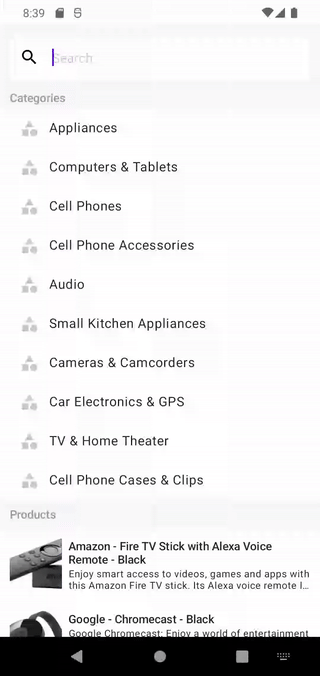 8:39
Search
Categories
Appliances
Computers & Tablets
Cell Phones
Cell Phone Accessories
Audio
Small Kitchen Appliances
Cameras & Camcorders
Car Electronics & GPS
TV & Home Theater
Cell Phone Cases & Clips
Products
Amazon - Fire TV Stick with Alexa Voice
Remote - Black
Enjoy smart access to videos, games and apps with
this Amazon Fire TV stick. Its Alexa voice remote l...
Google - Chromecast - Black
Google Chromecast: Enjoy a world of entertainment